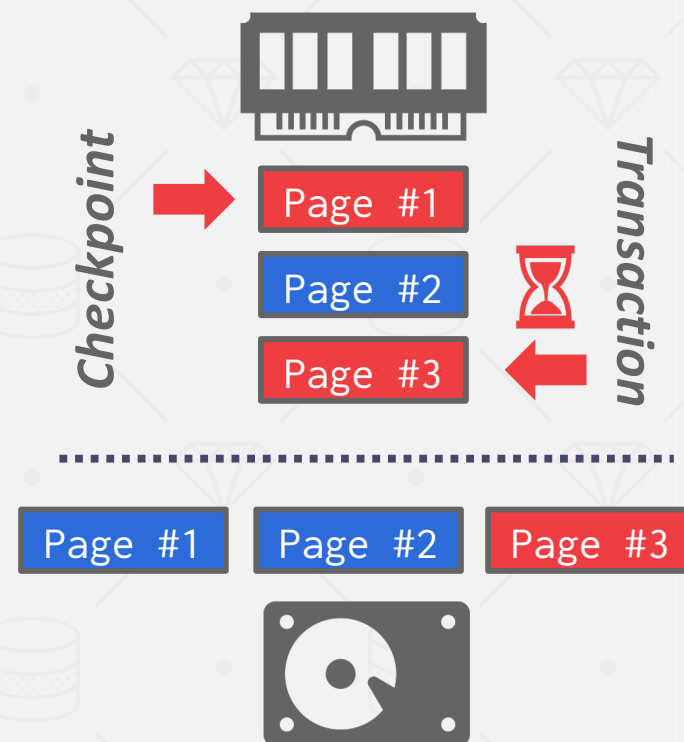 Checkpoint
Transaction
Page #1
Page #2
Page #3
Page #1
Page #2
Page #3